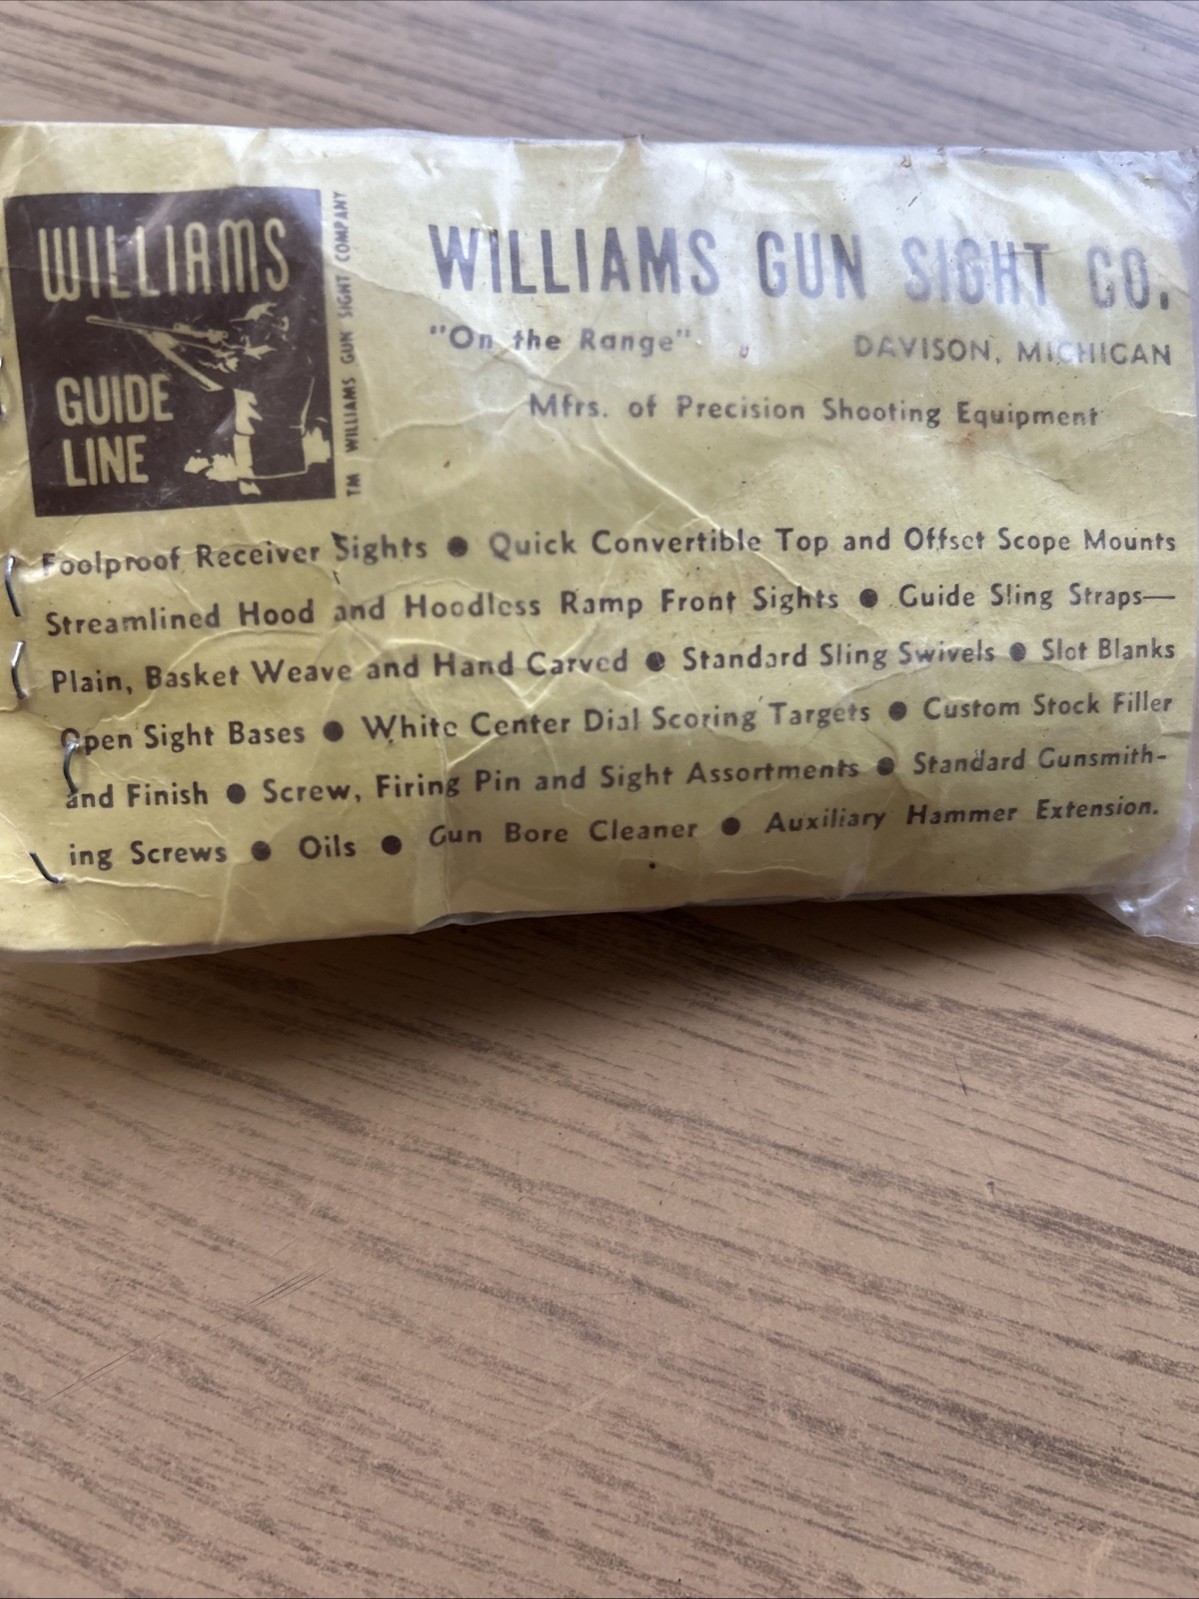 WILLIAMS
GUIDE
LINE
TM WILLIAMS GUN SIGHT COMPANY
WILLIAMS GUN SIGHT CO.
"On the Range" DAVISON, MICHIGAN
Mfrs. of Precision Shooting Equipment
Foolproof Receiver Sights ● Quick Convertible Top and Offset Scope Mounts
Streamlined Hood and Hoodless Ramp Front Sights ● Guide Sling Straps—
Plain, Basket Weave and Hand Carved ● Standard Sling Swivels ● Slot Blanks
Open Sight Bases ● White Center Dial Scoring Targets ● Custom Stock Filler
and Finish ● Screw, Firing Pin and Sight Assortments ● Standard Gunsmith-
ing Screws ● Oils ● Gun Bore Cleaner ● Auxiliary Hammer Extension.